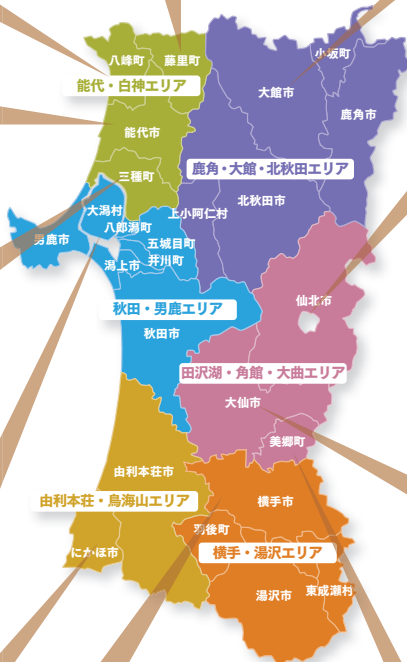 八峰町
藤里町
能代・白神エリア
能代市
三種町
小坂町
大館市
鹿角市
鹿角・大館・北秋田エリア
北秋田市
上小阿仁村
大潟村
八郎潟町
男鹿市
五城目町
井川町
潟上市
秋田・男鹿エリア
秋田市
仙北市
田沢湖・角館・大曲エリア
大仙市
美郷町
由利本荘市
由利本荘・鳥海山エリア
にかほ市
横手市
羽後町
横手・湯沢エリア
湯沢市
東成瀬村